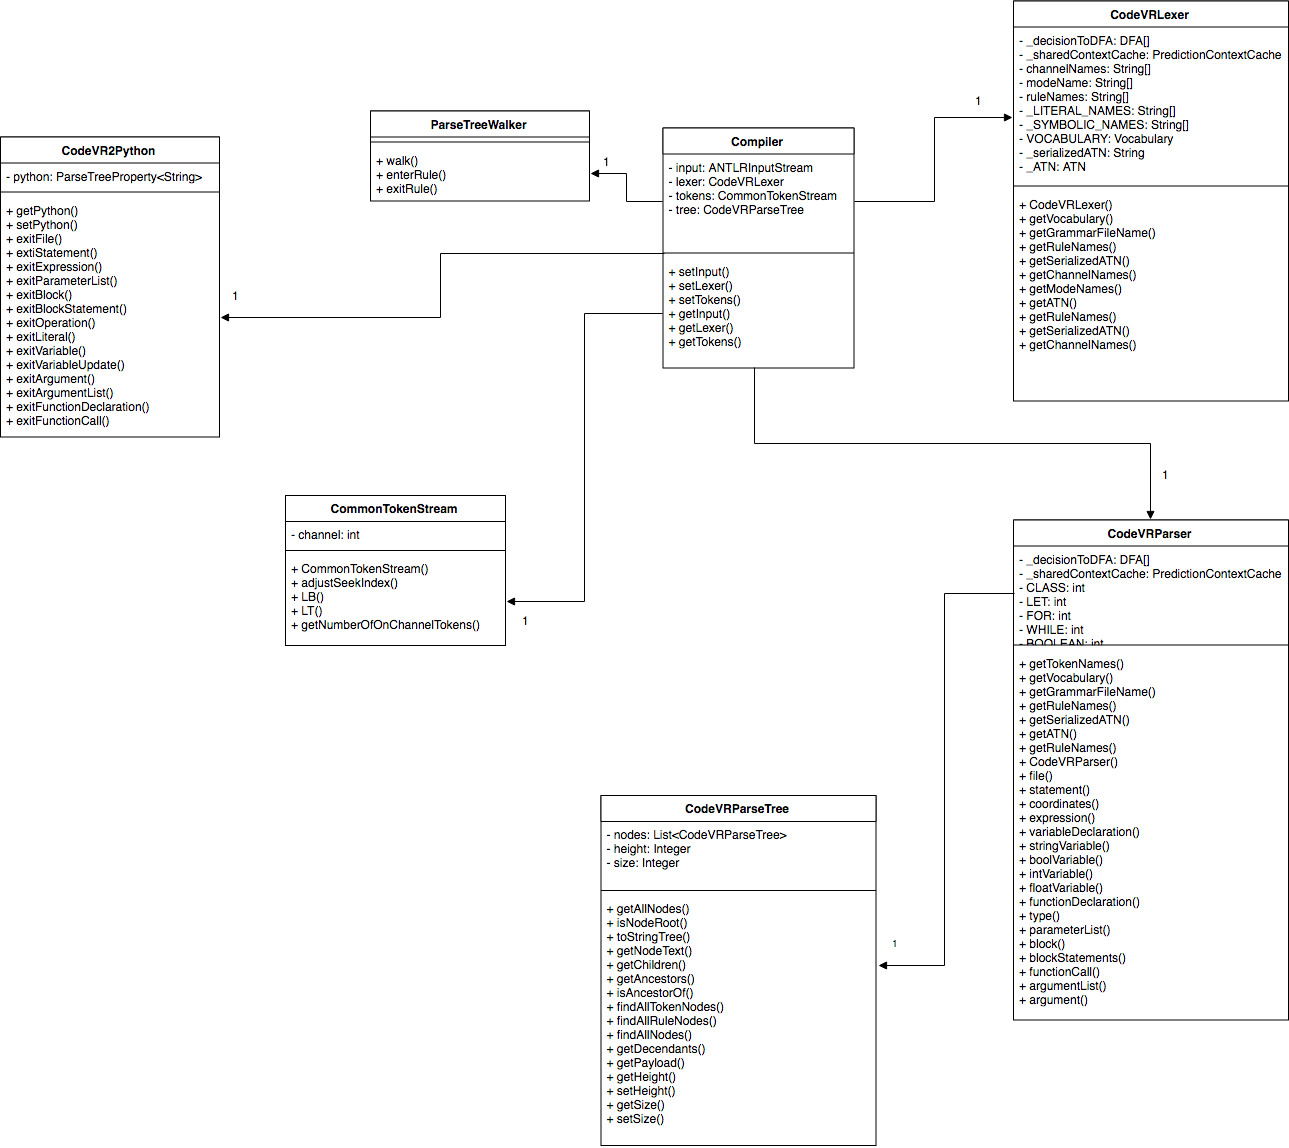 CodeVRLexer
- _decisionToDFA: DFA[]
- _sharedContextCache: PredictionContextCache
- channelNames: String[]
- modeName: String[]
- ruleNames: String[]
- _LITERAL_NAMES: String[]
- _SYMBOLIC_NAMES: String[]
- VOCABULARY: Vocabulary
- _serializedATN: String
- _ATN: ATN
+ CodeVRLexer()
+ getVocabulary()
+ getGrammarFileName()
+ getRuleNames()
+ getSerializedATN()
+ getChannelNames()
+ getModeNames()
+ getATN()
+ getRuleNames()
+ getSerializedATN()
+ getChannelNames()
1
ParseTreeWalker
+ walk()
+ enterRule()
+ exitRule()
1
Compiler
- input: ANTLRInputStream
- lexer: CodeVRLexer
- tokens: CommonTokenStream
- tree: CodeVRParseTree
+ setInput()
+ setLexer()
+ setTokens()
+ getInput()
+ getLexer()
+ getTokens()
CodeVR2Python
- python: ParseTreeProperty<String>
+ getPython()
+ setPython()
+ exitFile()
+ extiStatement()
+ exitExpression()
+ exitParameterList()
+ exitBlock()
+ exitBlockStatement()
+ exitOperation()
+ exitLiteral()
+ exitVariable()
+ exitVariableUpdate()
+ exitArgument()
+ exitArgumentList()
+ exitFunctionDeclaration()
+ exitFunctionCall()
1
CommonTokenStream
- channel: int
+ CommonTokenStream()
+ adjustSeekIndex()
+ LB()
+ LT()
+ getNumberOfOnChannelTokens()
1
1
CodeVRParser
- _decisionToDFA: DFA[]
- _sharedContextCache: PredictionContextCache
- CLASS: int
- LET: int
- FOR: int
- WHILE: int
- BOOLEAN: int
+ getTokenNames()
+ getVocabulary()
+ getGrammarFileName()
+ getRuleNames()
+ getSerializedATN()
+ getATN()
+ getRuleNames()
+ CodeVRParser()
+ file()
+ statement()
+ coordinates()
+ expression()
+ variableDeclaration()
+ stringVariable()
+ boolVariable()
+ intVariable()
+ floatVariable()
+ functionDeclaration()
+ type()
+ parameterList()
+ block()
+ blockStatements()
+ functionCall()
+ argumentList()
+ argument()
CodeVRParseTree
- nodes: List<CodeVRParseTree>
- height: Integer
- size: Integer
+ getAllNodes()
+ isNodeRoot()
+ toStringTree()
+ getNodeText()
+ getChildren()
+ getAncestors()
+ isAncestorOf()
+ findAllTokenNodes()
+ findAllRuleNodes()
+ findAllNodes()
+ getDecendants()
+ getPayload()
+ getHeight()
+ setHeight()
+ getSize()
+ setSize()
1